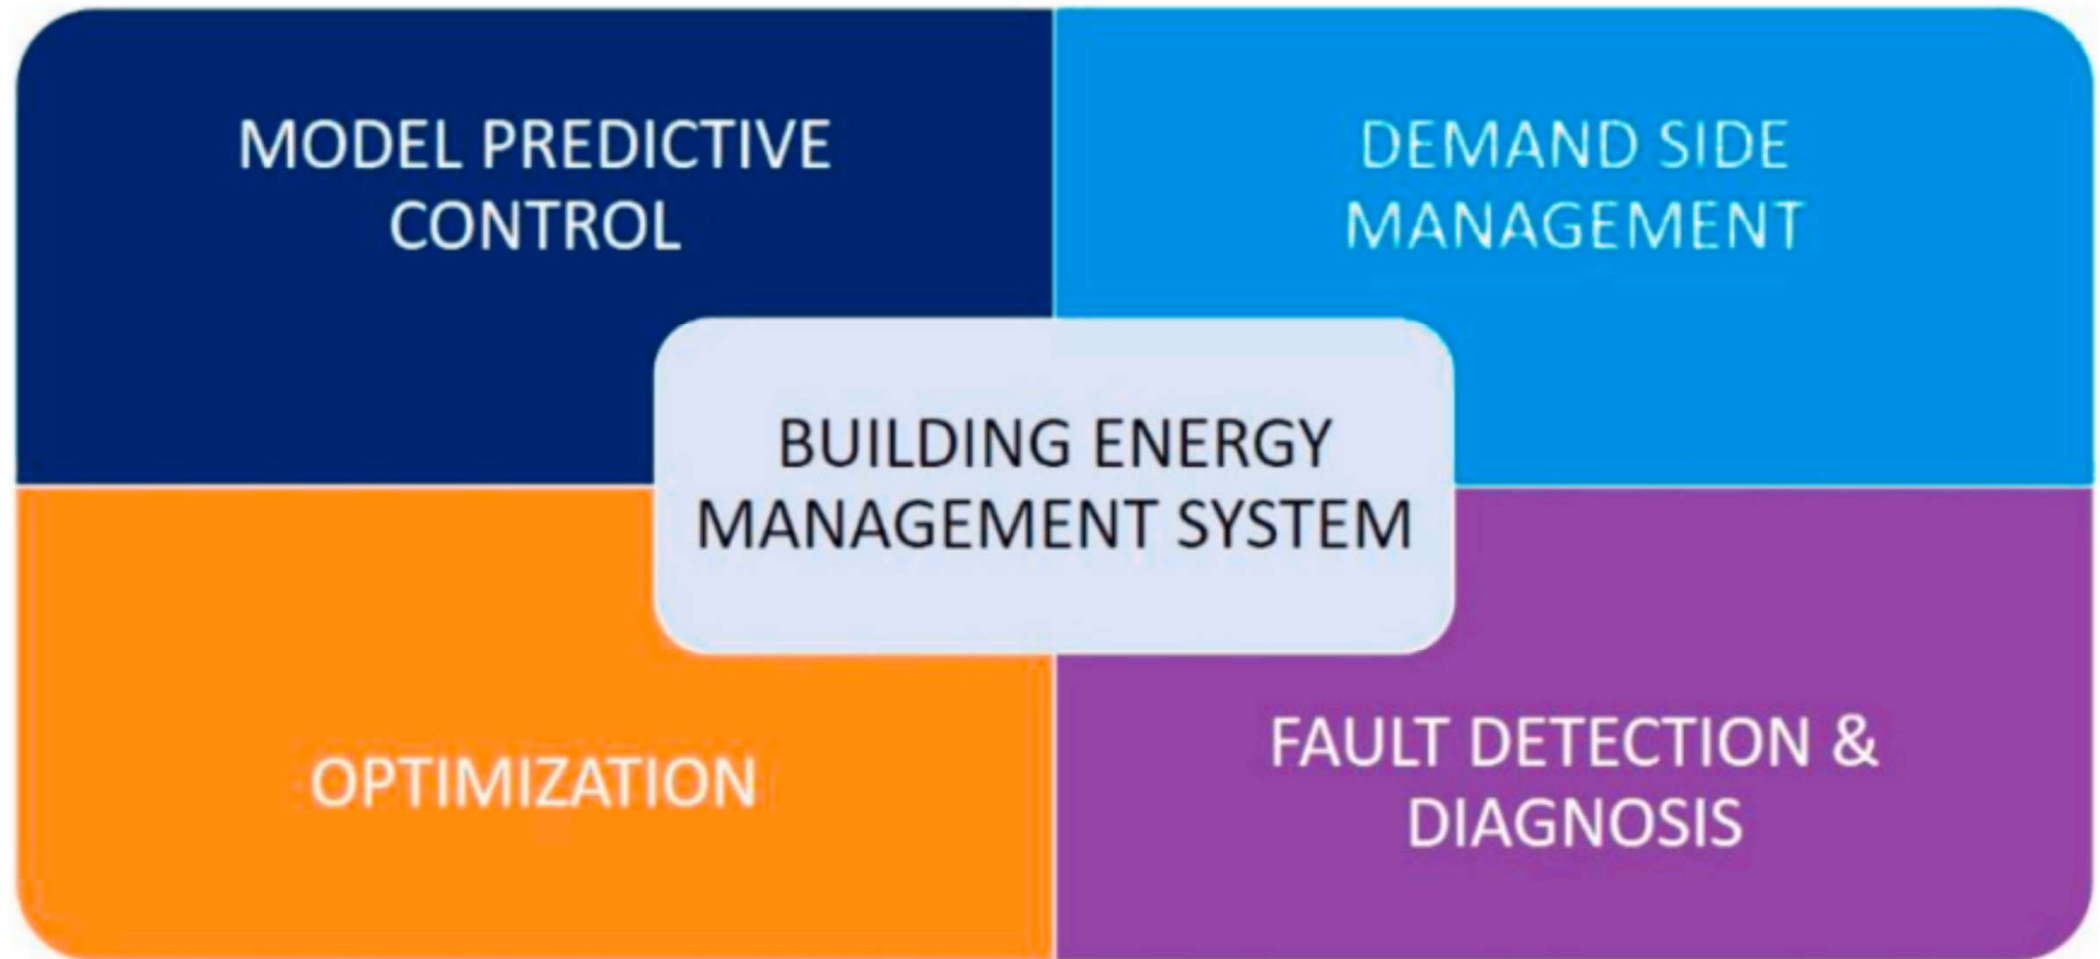 MODEL PREDICTIVE
CONTROL
DEMAND SIDE
MANAGEMENT
BUILDING ENERGY
MANAGEMENT SYSTEM
OPTIMIZATION
FAULT DETECTION &
DIAGNOSIS